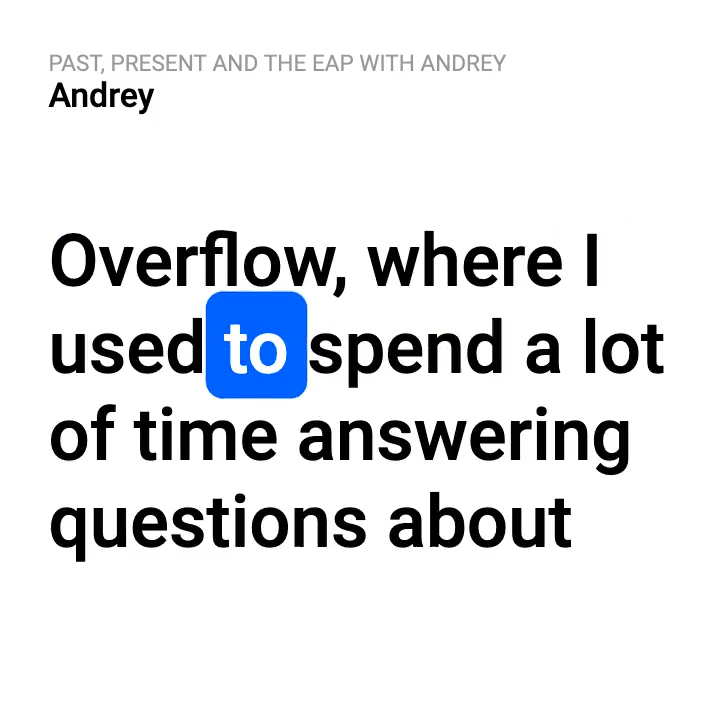 PAST, PRESENT AND THE EAP WITH ANDREY
Andrey
Overflow, where I
used to spend a lot
of time answering
questions about